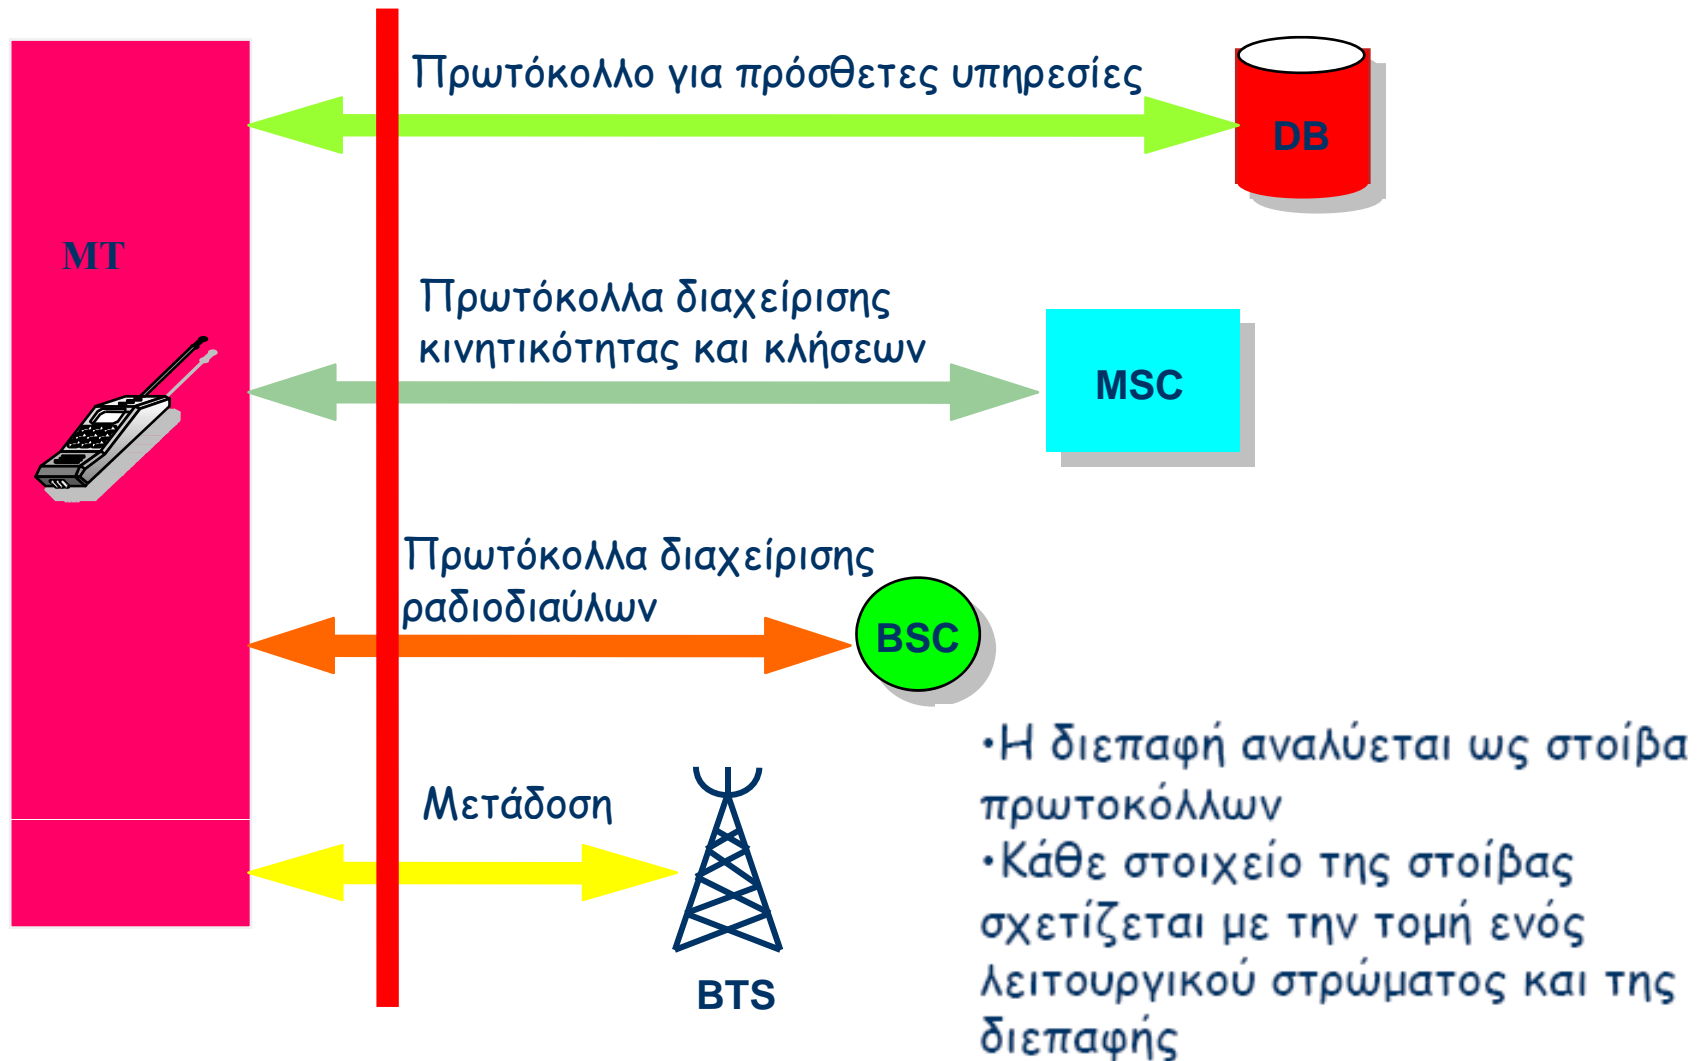 Πρωτόκολλο για πρόσθετες υπηρεσίες
DB
MT
Πρωτόκολλα διαχείρισης
κινητικότητας και κλήσεων
MSC
Πρωτόκολλα διαχείρισης
ραδιοδιαύλων
BSC
Μετάδοση
BTS
•Η διεπαφή αναλύεται ως στοίβα
πρωτοκόλλων
•Κάθε στοιχείο της στοίβας
σχετίζεται με την τομή ενός
λειτουργικού στρώματος και της
διεπαφής